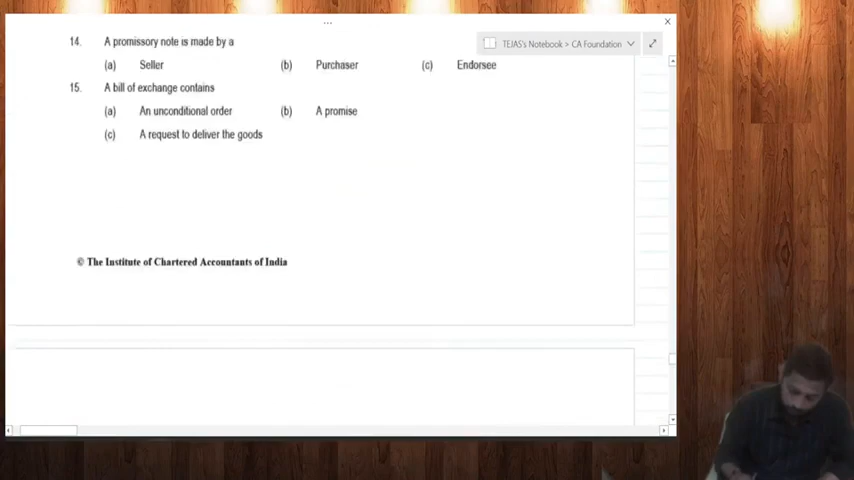 ...
TEJAS's Notebook > CA Foundation
14. A promissory note is made by a
(a) Seller (b) Purchaser (c) Endorsee
15. A bill of exchange contains
(a) An unconditional order (b) A promise
(c) A request to deliver the goods
© The Institute of Chartered Accountants of India